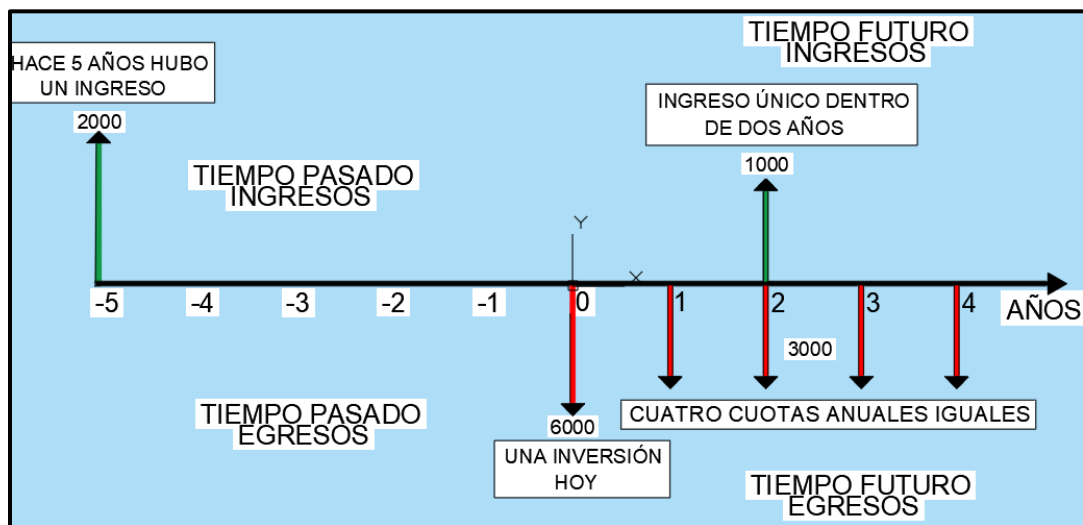 TIEMPO FUTURO
INGRESOS
HACE 5 AÑOS HUBO
UN INGRESO
2000
INGRESO ÚNICO DENTRO
DE DOS AÑOS
1000
TIEMPO PASADO
INGRESOS
Y
X
-5 -4 -3 -2 -1 0 1 2 3 4 AÑOS
3000
TIEMPO PASADO
EGRESOS
6000
CUATRO CUOTAS ANUALES IGUALES
UNA INVERSIÓN
HOY
TIEMPO FUTURO
EGRESOS